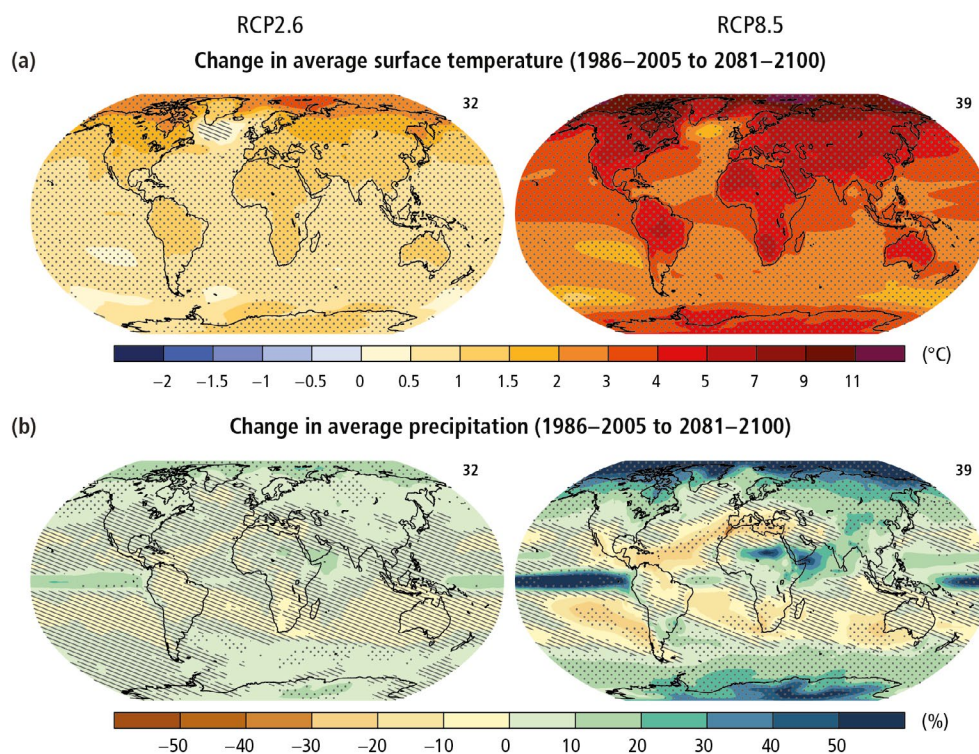 RCP2.6 RCP8.5
(a) Change in average surface temperature (1986–2005 to 2081–2100)
32 39
−2 −1.5 −1 −0.5 0 0.5 1 1.5 2 3 4 5 7 9 11 (°C)
(b) Change in average precipitation (1986–2005 to 2081–2100)
32 39
−50 −40 −30 −20 −10 0 10 20 30 40 50 (%)